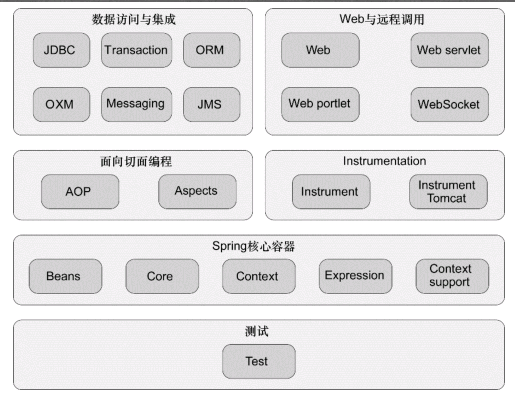 数据访问与集成
JDBC
Transaction
ORM
OXM
Messaging
JMS
Web与远程调用
Web
Web servlet
Web portlet
WebSocket
面向切面编程
AOP
Aspects
Instrumentation
Instrument
Instrument
Tomcat
Spring核心容器
Beans
Core
Context
Expression
Context
support
测试
Test